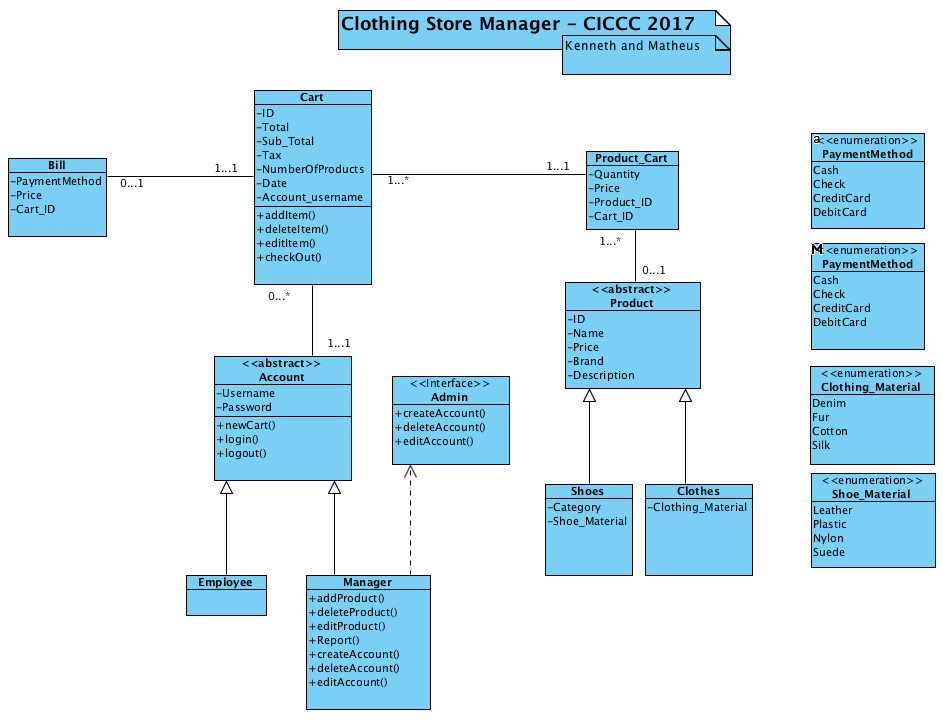 Clothing Store Manager – CICCC 2017
Kenneth and Matheus
Cart
-ID
-Total
-Sub_Total
-Tax
-NumberOfProducts
-Date
-Account_username
+addItem()
+deleteItem()
+editItem()
+checkOut()
Bill
-PaymentMethod
-Price
-Cart_ID
0...1
1...1
1...*
1...1
Product_Cart
-Quantity
-Price
-Product_ID
-Cart_ID
1...*
0...1
<<abstract>>
Product
-ID
-Name
-Price
-Brand
-Description
0...*
1...1
<<abstract>>
Account
-Username
-Password
+newCart()
+login()
+logout()
<<Interface>>
Admin
+createAccount()
+deleteAccount()
+editAccount()
Shoes
-Category
-Shoe_Material
Clothes
-Clothing_Material
Employee
Manager
+addProduct()
+deleteProduct()
+editProduct()
+Report()
+createAccount()
+deleteAccount()
+editAccount()
a
<<enumeration>>
PaymentMethod
Cash
Check
CreditCard
DebitCard
M
<<enumeration>>
PaymentMethod
Cash
Check
CreditCard
DebitCard
<<enumeration>>
Clothing_Material
Denim
Fur
Cotton
Silk
<<enumeration>>
Shoe_Material
Leather
Plastic
Nylon
Suede